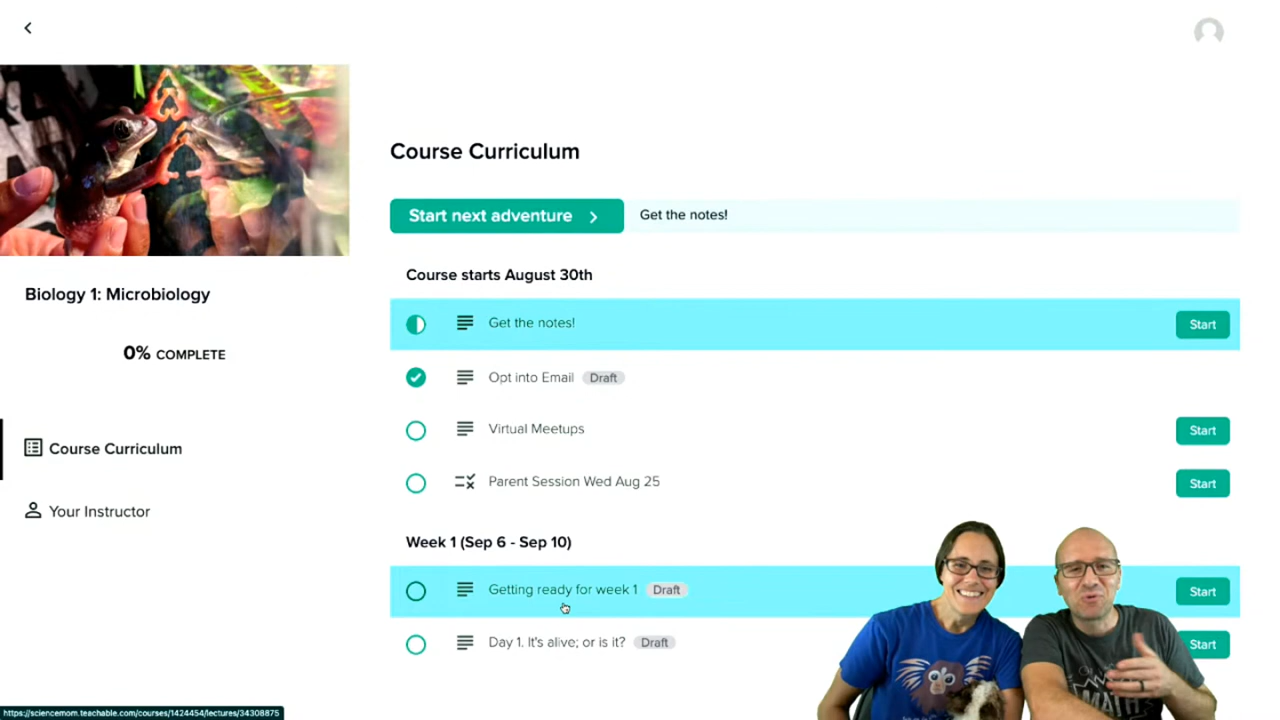 Course Curriculum
Start next adventure
Get the notes!
Course starts August 30th
Get the notes!
Start
Opt into Email Draft
Virtual Meetups
Start
Parent Session Wed Aug 25
Start
Biology 1: Microbiology
0% COMPLETE
Course Curriculum
Your Instructor
Week 1 (Sep 6 - Sep 10)
Getting ready for week 1 Draft
Start
Day 1. It's alive; or is it? Draft
Start
MATH
https://sciencemom.teachable.com/courses/1424454/lectures/34308875